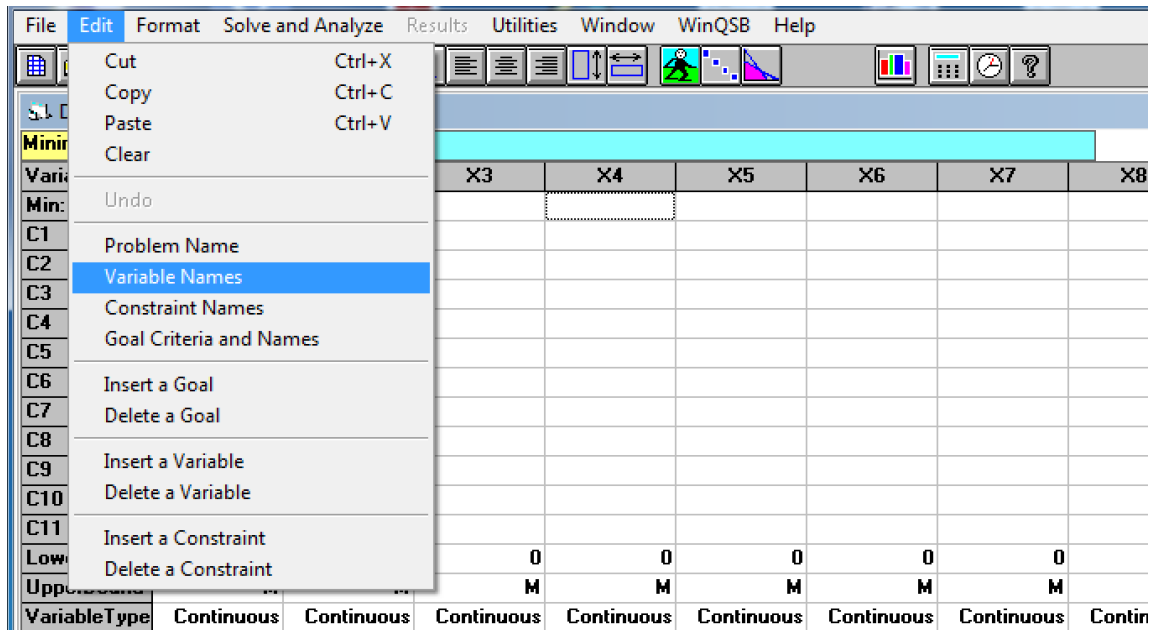 File Edit Format Solve and Analyze Results Utilities Window WinQSB Help
Cut Ctrl+X
Copy Ctrl+C
Paste Ctrl+V
Clear
Undo
Problem Name
Variable Names
Constraint Names
Goal Criteria and Names
Insert a Goal
Delete a Goal
Insert a Variable
Delete a Variable
Insert a Constraint
Delete a Constraint
X3 X4 X5 X6 X7 X8
Min:
C1
C2
C3
C4
C5
C6
C7
C8
C9
C10
C11
0 0 0 0 0
M M M M M
VariableType Continuous Continuous Continuous Continuous Continuous Continuous Continuous Contin